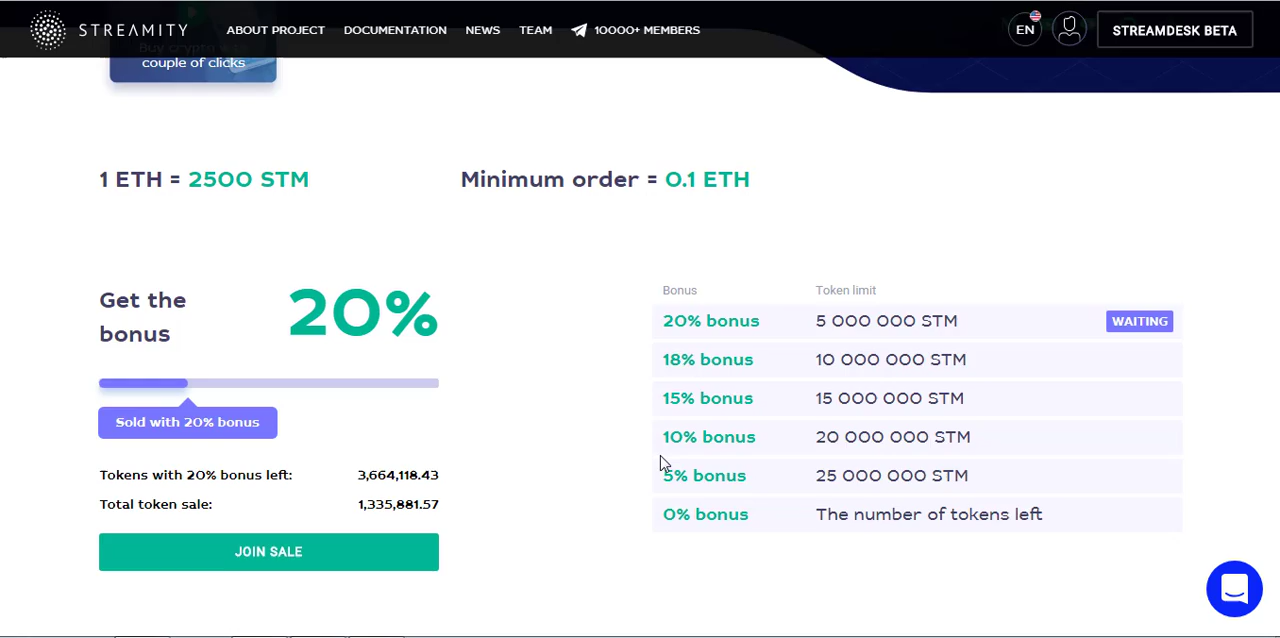 STREAMITY
ABOUT PROJECT
DOCUMENTATION
NEWS
TEAM
10000+ MEMBERS
EN
STREAMDESK BETA
Buy crypto with
couple of clicks
1 ETH = 2500 STM
Minimum order = 0.1 ETH
Get the
bonus
20%
Sold with 20% bonus
Tokens with 20% bonus left: 3,664,118.43
Total token sale: 1,335,881.57
JOIN SALE
Bonus Token limit
20% bonus 5 000 000 STM WAITING
18% bonus 10 000 000 STM
15% bonus 15 000 000 STM
10% bonus 20 000 000 STM
5% bonus 25 000 000 STM
0% bonus The number of tokens left